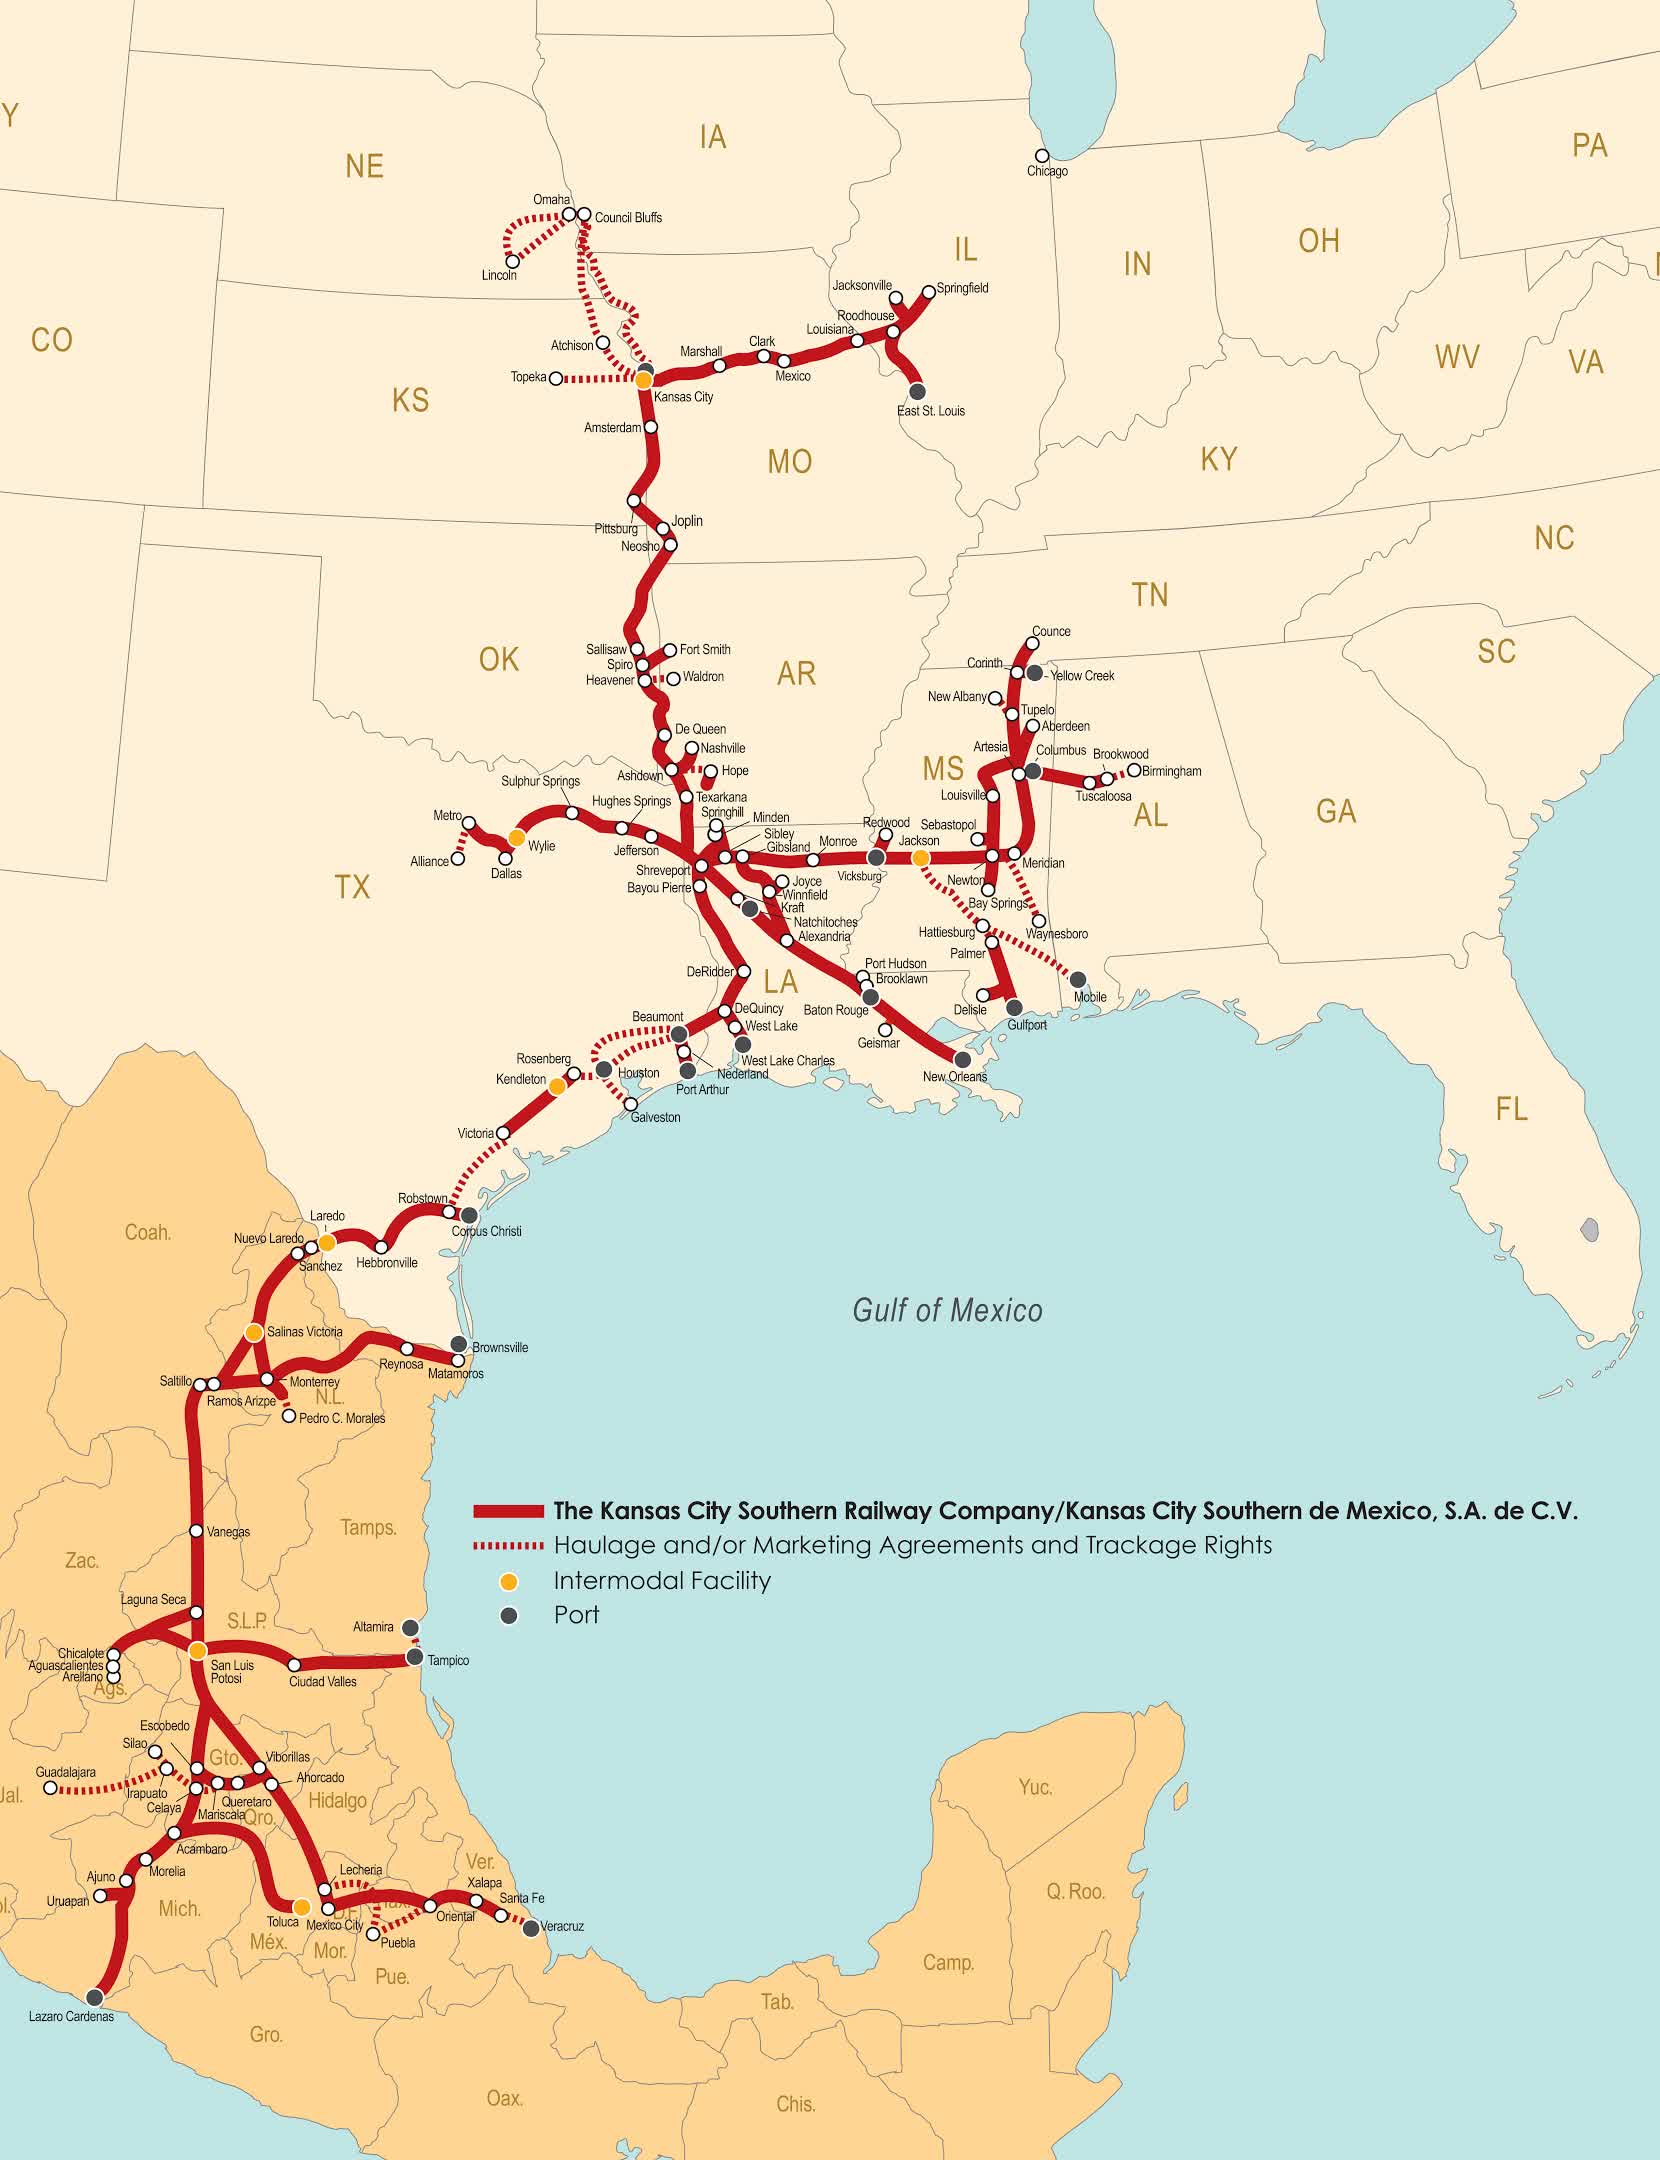 Y
NE
IA
PA
Chicago
Omaha
Council Bluffs
Lincoln
CO
IL
IN
OH
Jacksonville
Springfield
Roodhouse
Louisiana
Clark
Marshall
Mexico
Atchison
Topeka
Kansas City
WV
VA
KS
East St. Louis
Amsterdam
MO
KY
Pittsburg
Joplin
Neosho
NC
TN
OK
AR
SC
Sallisaw
Fort Smith
Spiro
Heavener
Waldron
Counce
Corinth
Yellow Creek
New Albany
Tupelo
Aberdeen
De Queen
Nashville
Ashdown
Hope
Artesia
Columbus
Brookwood
Birmingham
MS
Tuscaloosa
Louisville
AL
GA
Sulphur Springs
Hughes Springs
Texarkana
Springhill
Minden
Sibley
Gibsland
Monroe
Redwood
Jackson
Sebastopol
Metro
Alliance
Wylie
Dallas
Jefferson
Shreveport
Bayou Pierre
Vicksburg
Meridian
Newton
Joyce
Winnfield
Kraft
Natchitoches
Alexandria
Bay Springs
Hattiesburg
Waynesboro
Palmer
TX
DeRidder
LA
Port Hudson
Brooklawn
Baton Rouge
Delisle
Mobile
Gulfport
Beaumont
DeQuincy
West Lake
Geismar
West Lake Charles
New Orleans
Rosenberg
Kendleton
Houston
Nederland
Port Arthur
Galveston
FL
Victoria
Robstown
Corpus Christi
Coah.
Laredo
Nuevo Laredo
Sanchez
Hebbronville
Gulf of Mexico
Salinas Victoria
Brownsville
Reynosa
Matamoros
Saltillo
Monterrey
Ramos Arizpe
N.L.
Pedro C. Morales
The Kansas City Southern Railway Company/Kansas City Southern de Mexico, S.A. de C.V.
Haulage and/or Marketing Agreements and Trackage Rights
Intermodal Facility
Port
Vanegas
Tamps.
Zac.
Laguna Seca
S.L.P.
Altamira
Tampico
Chicalote
Aguascalientes
Arellano
Ags.
San Luis
Potosi
Ciudad Valles
Escobedo
Silao
Gto.
Viborillas
Guadalajara
Ahorcado
Jal.
Irapuato
Celaya
Queretaro
Mariscala
Qro.
Hidalgo
Acambaro
Yuc.
Morelia
Ajuno
Uruapan
Lecheria
Ver.
Xalapa
Santa Fe
Q. Roo.
Mich.
Toluca
Mexico City
D.F.
Oriental
Veracruz
Puebla
Méx.
Mor.
Pue.
Camp.
Lazaro Cardenas
Tab.
Gro.
Oax.
Chis.